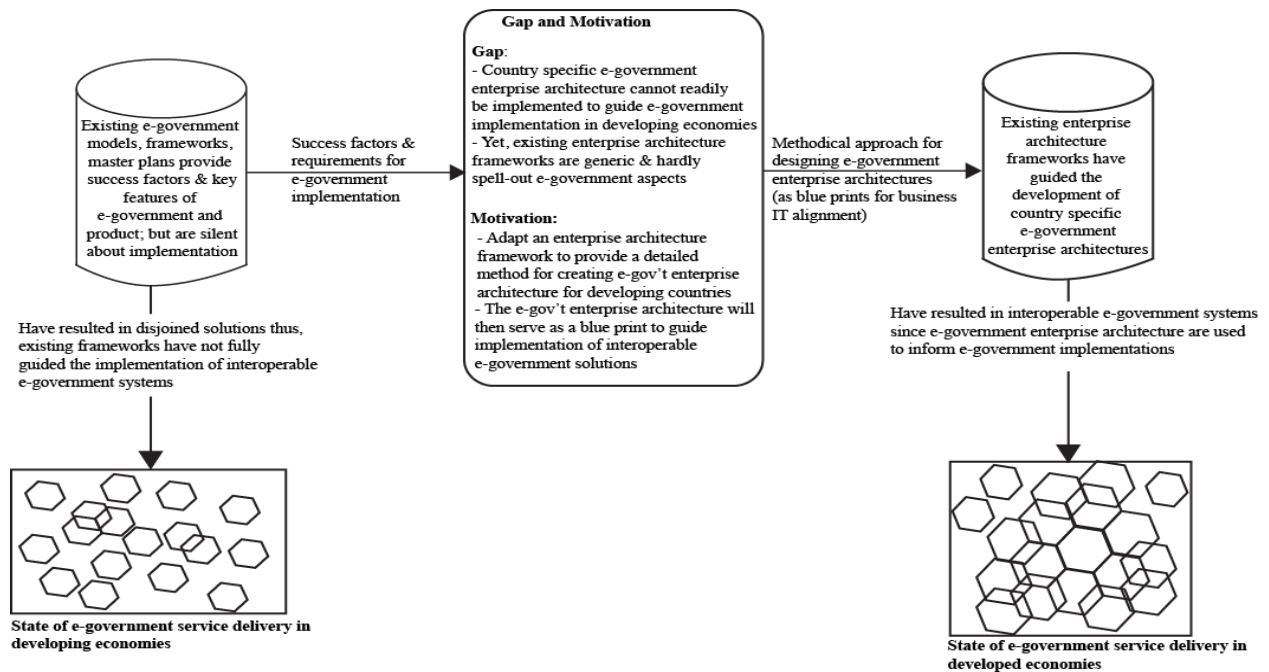 Existing e-government
models, frameworks,
master plans provide
success factors & key
features of
e-government and
product; but are silent
about implementation
Success factors &
requirements for
e-government
implementation
Gap and Motivation
Gap:
- Country specific e-government
enterprise architecture cannot readily
be implemented to guide e-government
implementation in developing economies
- Yet, existing enterprise architecture
frameworks are generic & hardly
spell-out e-government aspects
Motivation:
- Adapt an enterprise architecture
framework to provide a detailed
method for creating e-gov't enterprise
architecture for developing countries
- The e-gov't enterprise architecture will
then serve as a blue print to guide
implementation of interoperable
e-government solutions
Methodical approach for
designing e-government
enterprise architectures
(as blue prints for business
IT alignment)
Existing enterprise
architecture
frameworks have
guided the
development of
country specific
e-government
enterprise architectures
Have resulted in disjoined solutions thus,
existing frameworks have not fully
guided the implementation of interoperable
e-government systems
Have resulted in interoperable e-government systems
since e-government enterprise architecture are used
to inform e-government implementations
State of e-government service delivery in
developing economies
State of e-government service delivery in
developed economies